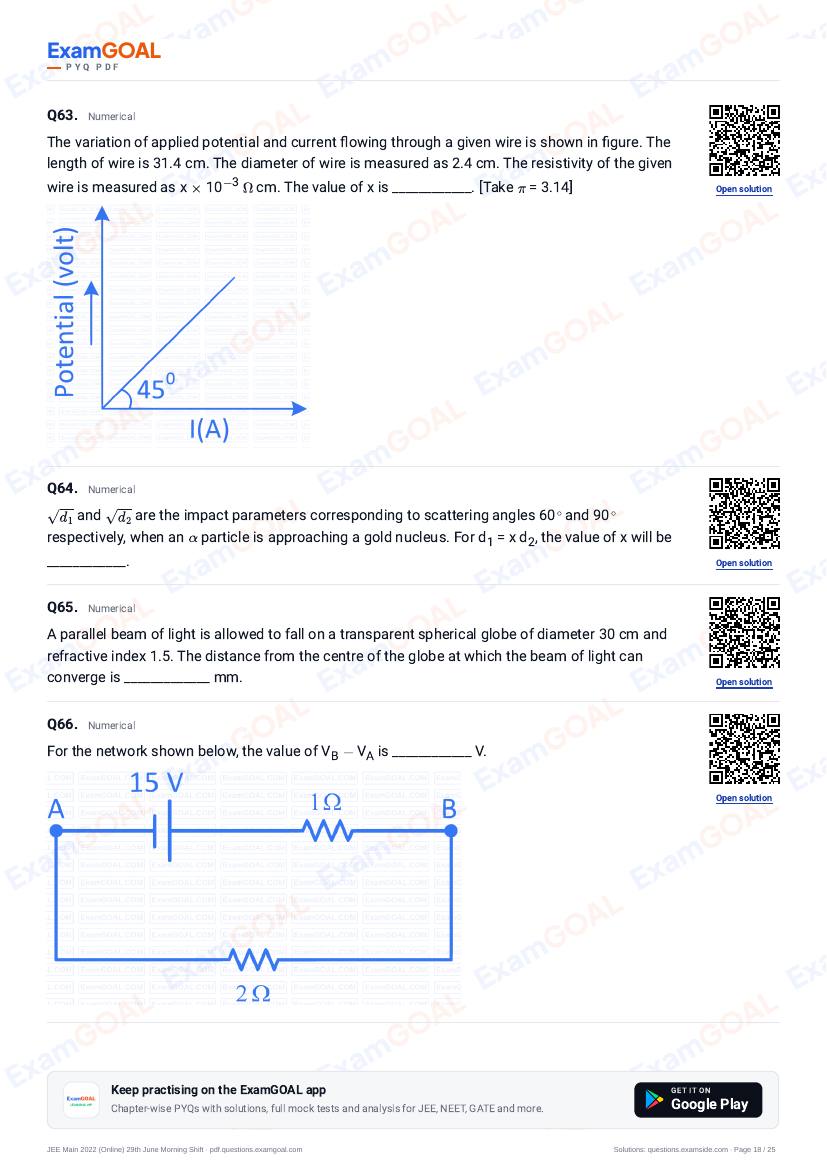 ExamGOAL
PYQ PDF
Q63. Numerical
The variation of applied potential and current flowing through a given wire is shown in figure. The
length of wire is 31.4 cm. The diameter of wire is measured as 2.4 cm. The resistivity of the given
wire is measured as x × 10⁻³ Ω cm. The value of x is ____________. [Take π = 3.14]
Open solution
Potential (volt)
45⁰
I(A)
Q64. Numerical
√d₁ and √d₂ are the impact parameters corresponding to scattering angles 60° and 90°
respectively, when an α particle is approaching a gold nucleus. For d₁ = x d₂, the value of x will be
____________.
Open solution
Q65. Numerical
A parallel beam of light is allowed to fall on a transparent spherical globe of diameter 30 cm and
refractive index 1.5. The distance from the centre of the globe at which the beam of light can
converge is _____________ mm.
Open solution
Q66. Numerical
For the network shown below, the value of V_B − V_A is ____________ V.
Open solution
15 V
A
1Ω
B
2Ω
Keep practising on the ExamGOAL app
Chapter-wise PYQs with solutions, full mock tests and analysis for JEE, NEET, GATE and more.
GET IT ON
Google Play
JEE Main 2022 (Online) 29th June Morning Shift · pdf.questions.examgoal.com
Solutions: questions.examside.com · Page 18 / 25